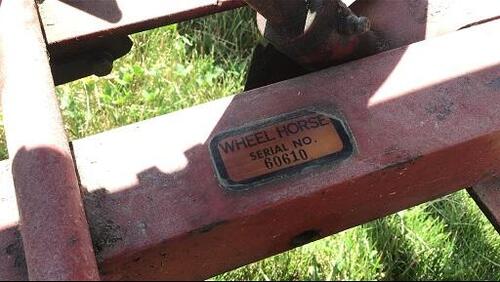 WHEEL HORSE
SERIAL NO.
60610